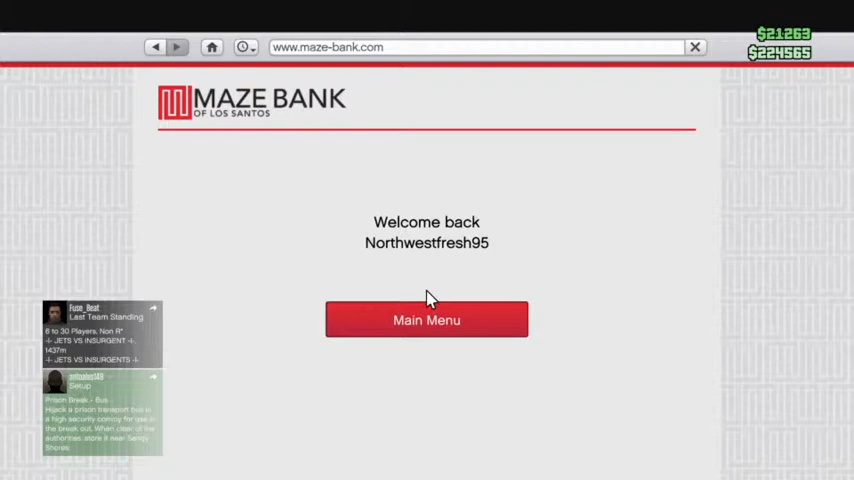 $21263
$224565
www.maze-bank.com
MAZE BANK
OF LOS SANTOS
Welcome back
Northwestfresh95
Main Menu
Fuse_Beat
Last Team Standing
6 to 30 Players, Non R*
-!- JETS VS INSURGENT -!-,
1437m
-!- JETS VS INSURGENTS -!-
Setup
Prison Break - Bus
Hijack a prison transport bus in
a high security convoy for use in
the break out. When clear of the
authorities store it near Sandy
Shores.